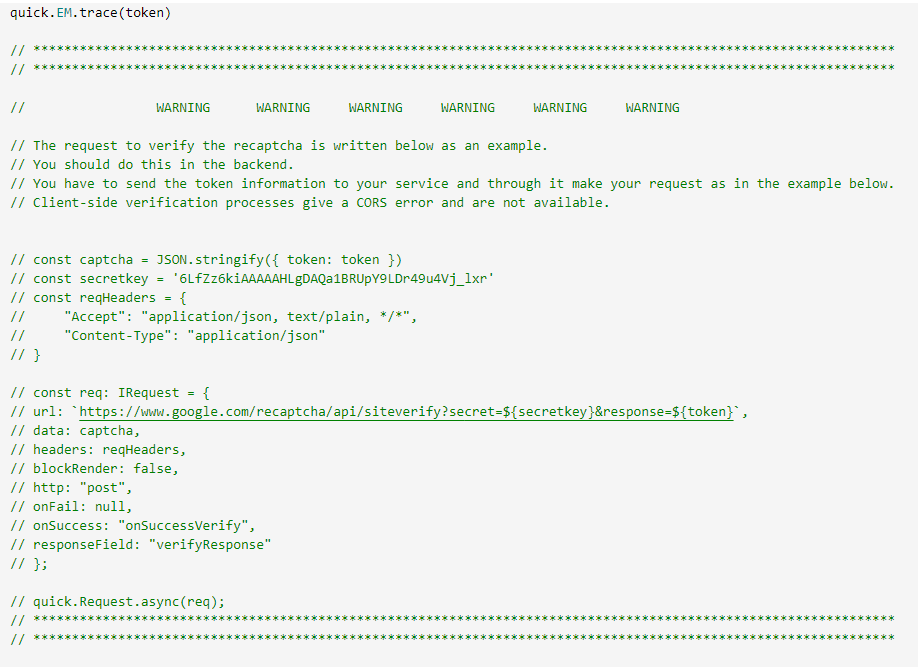 quick.EM.trace(token)
// ****************************************************************************************************************
// ****************************************************************************************************************
//                 WARNING      WARNING     WARNING     WARNING     WARNING     WARNING
// The request to verify the recaptcha is written below as an example.
// You should do this in the backend.
// You have to send the token information to your service and through it make your request as in the example below.
// Client-side verification processes give a CORS error and are not available.
// const captcha = JSON.stringify({ token: token })
// const secretkey = '6LfZz6kiAAAAAHLgDAQa1BRUpY9LDr49u4Vj_lxr'
// const reqHeaders = {
//     "Accept": "application/json, text/plain, */*",
//     "Content-Type": "application/json"
// }
// const req: IRequest = {
// url: `https://www.google.com/recaptcha/api/siteverify?secret=${secretkey}&response=${token}`,
// data: captcha,
// headers: reqHeaders,
// blockRender: false,
// http: "post",
// onFail: null,
// onSuccess: "onSuccessVerify",
// responseField: "verifyResponse"
// };
// quick.Request.async(req);
// ****************************************************************************************************************
// ****************************************************************************************************************